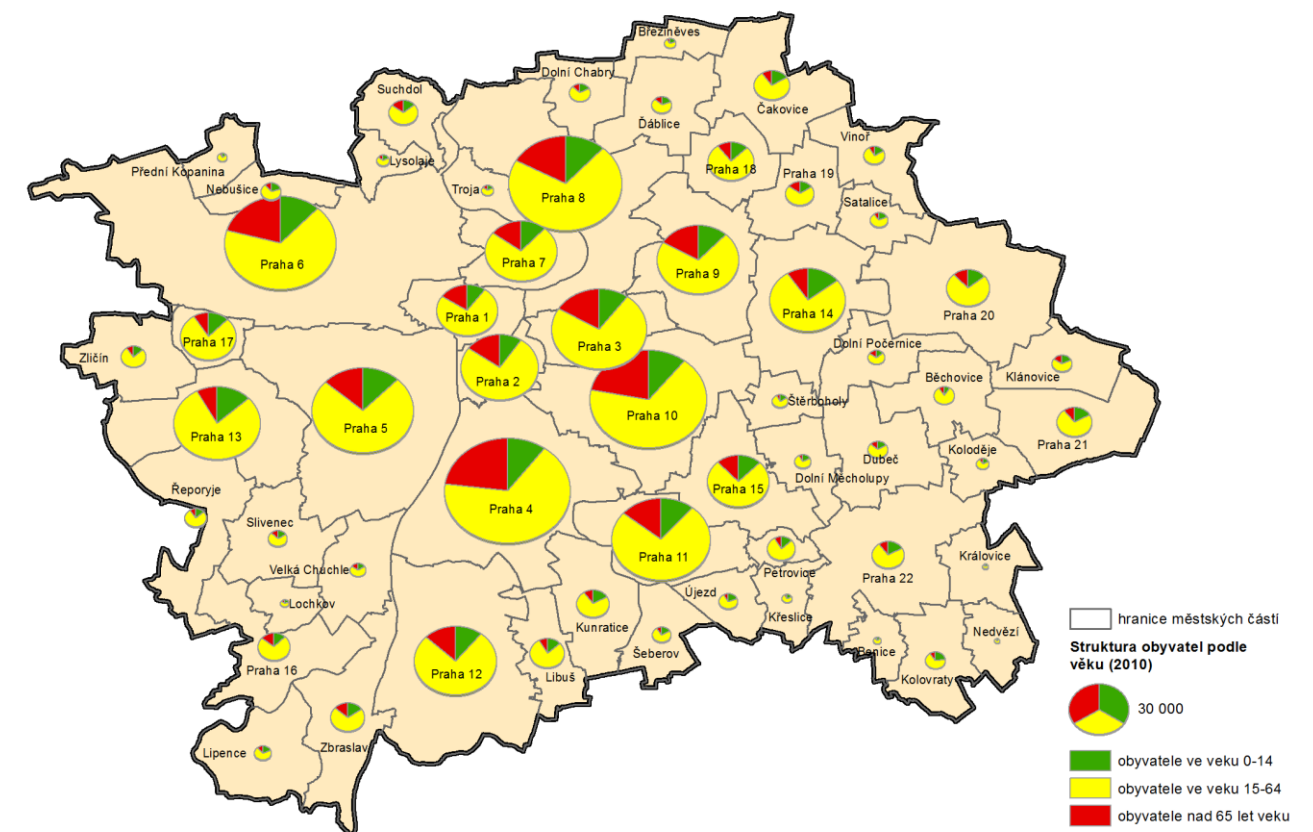 Březiněves
Dolní Chabry
Suchdol
Čakovice
Ďáblice
Vinoř
Lysolaje
Přední Kopanina
Praha 18
Praha 19
Nebušice
Troja
Praha 8
Satalice
Praha 7
Praha 6
Praha 9
Praha 14
Praha 20
Praha 1
Praha 3
Praha 17
Dolní Počernice
Zličín
Praha 2
Klánovice
Běchovice
Štěrboholy
Praha 10
Praha 5
Praha 13
Praha 21
Koloděje
Dubeč
Dolní Měcholupy
Praha 15
Řeporyje
Praha 4
Slivenec
Praha 11
Královice
Praha 22
Petrovice
Velká Chuchle
Újezd
Křeslice
Lochkov
Kunratice
Nedvězí
Šeberov
Benice
Praha 16
Praha 12
Libuš
Kolovraty
Zbraslav
Lipence
hranice městských částí
Struktura obyvatel podle
věku (2010)
30 000
obyvatele ve veku 0-14
obyvatele ve veku 15-64
obyvatele nad 65 let veku